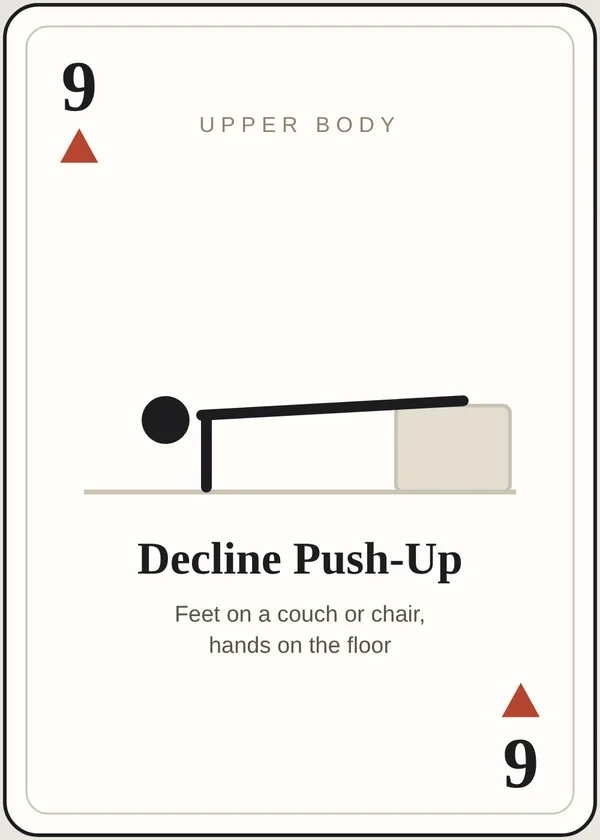 9
UPPER BODY
Decline Push-Up
Feet on a couch or chair,
hands on the floor
9